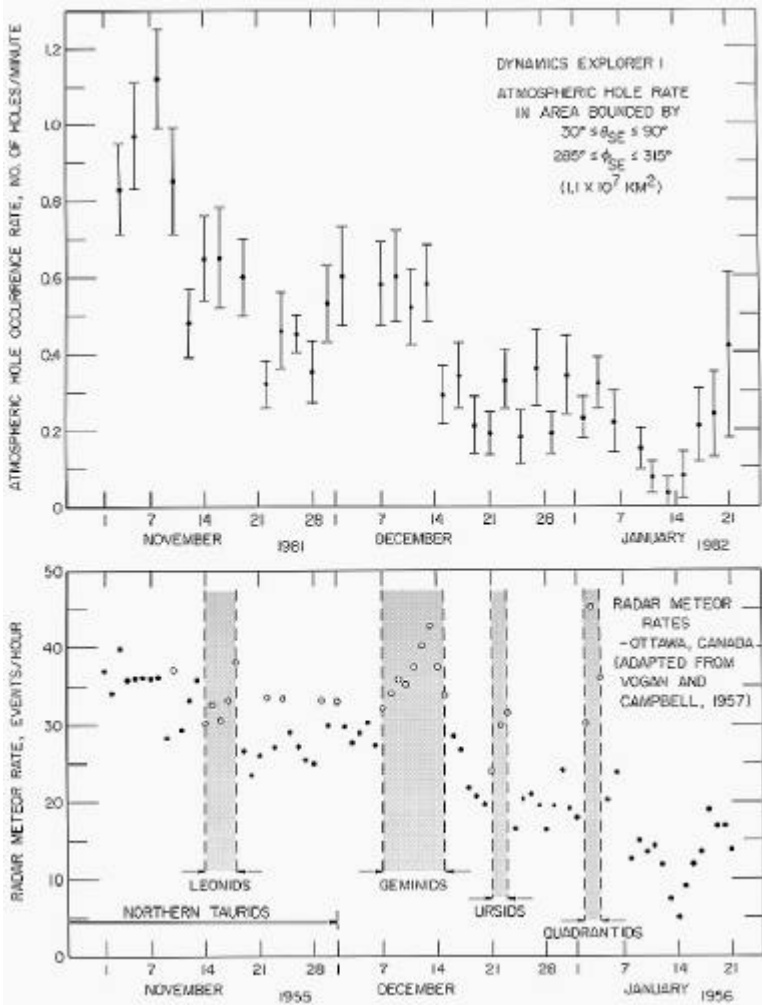 ATMOSPHERIC HOLE OCCURRENCE RATE, NO. OF HOLES/MINUTE
1.2
1.0
0.8
0.6
0.4
0.2
0
DYNAMICS EXPLORER I
ATMOSPHERIC HOLE RATE
IN AREA BOUNDED BY
30° ≤ θSE ≤ 90°
285° ≤ ϕSE ≤ 315°
(1.1 X 10⁷ KM²)
1 7 14 21 28 1 7 14 21 28 1 7 14 21
NOVEMBER 1981 DECEMBER JANUARY 1982
RADAR METEOR RATE, EVENTS/HOUR
50
40
30
20
10
0
RADAR METEOR
RATES
-OTTAWA, CANADA
(ADAPTED FROM
VOGAN AND
CAMPBELL, 1957)
LEONIDS
GEMINIDS
URSIDS
QUADRANTIDS
NORTHERN TAURIDS
1 7 14 21 28 1 7 14 21 28 1 7 14 21
NOVEMBER 1955 DECEMBER JANUARY 1956